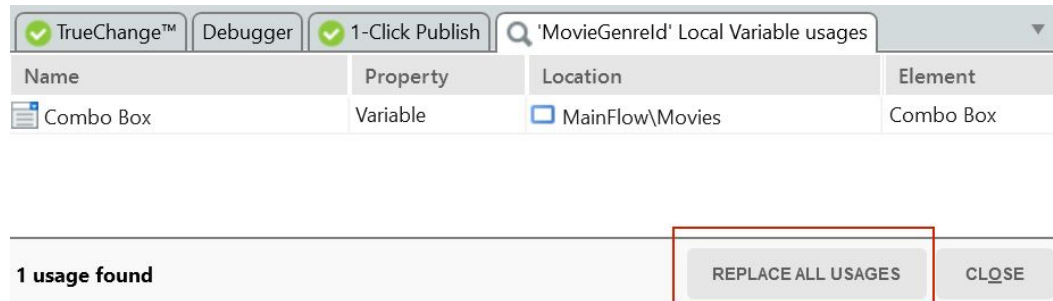 TrueChange™ Debugger 1-Click Publish 'MovieGenreId' Local Variable usages
Name Property Location Element
Combo Box Variable MainFlow\Movies Combo Box
1 usage found REPLACE ALL USAGES CLOSE